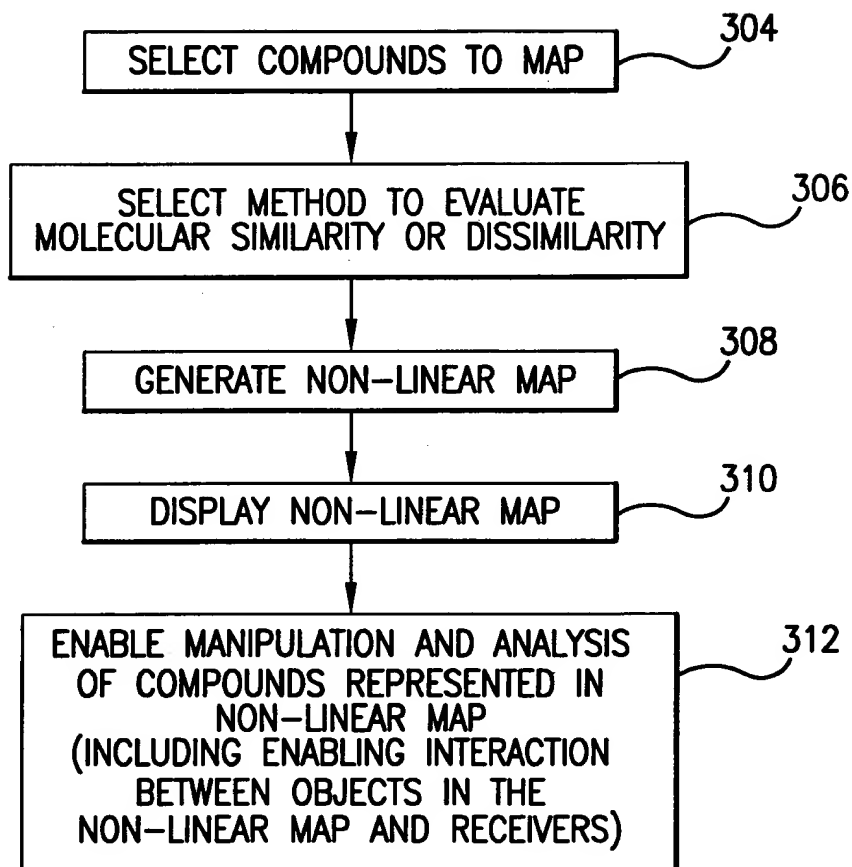 304
SELECT COMPOUNDS TO MAP
306
SELECT METHOD TO EVALUATE
MOLECULAR SIMILARITY OR DISSIMILARITY
308
GENERATE NON-LINEAR MAP
310
DISPLAY NON-LINEAR MAP
312
ENABLE MANIPULATION AND ANALYSIS
OF COMPOUNDS REPRESENTED IN
NON-LINEAR MAP
(INCLUDING ENABLING INTERACTION
BETWEEN OBJECTS IN THE
NON-LINEAR MAP AND RECEIVERS)